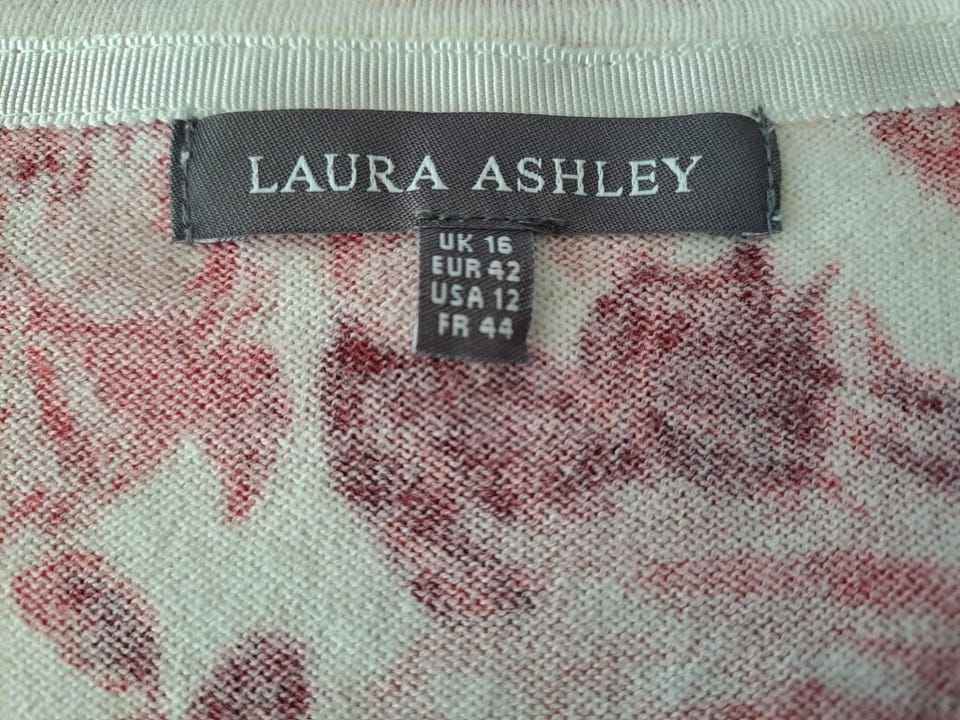 LAURA ASHLEY
UK 16
EUR 42
USA 12
FR 44